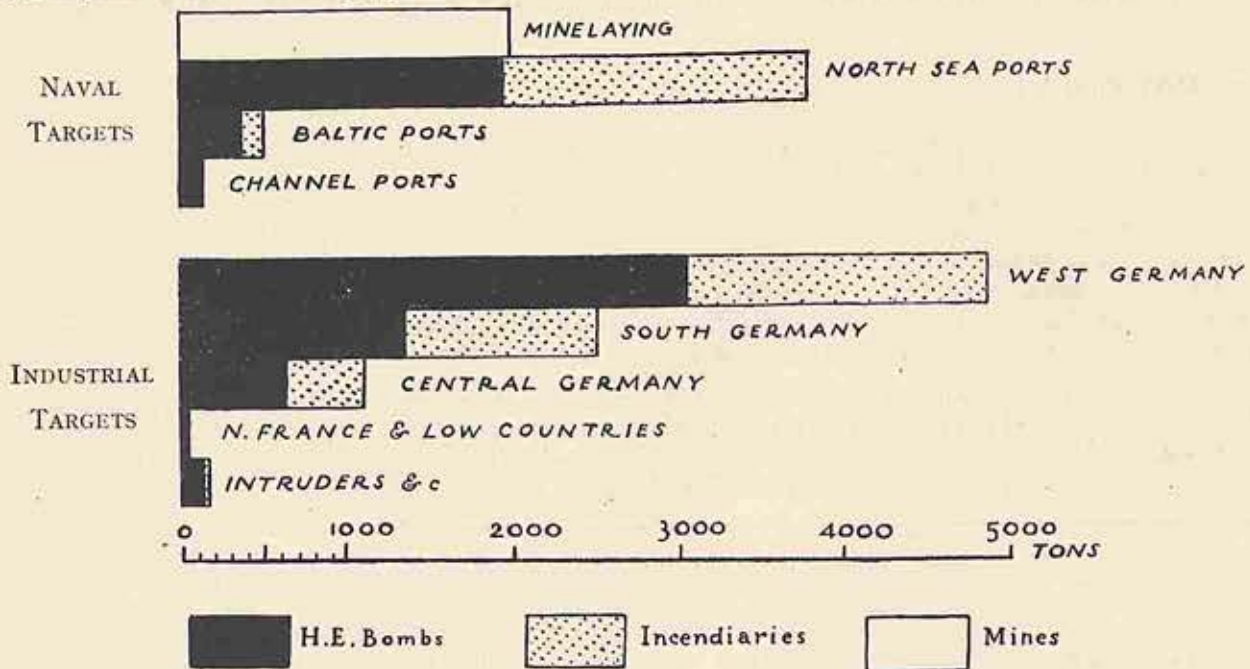 MINELAYING
NAVAL
TARGETS
NORTH SEA PORTS
BALTIC PORTS
CHANNEL PORTS
INDUSTRIAL
TARGETS
WEST GERMANY
SOUTH GERMANY
CENTRAL GERMANY
N. FRANCE & LOW COUNTRIES
INTRUDERS & c
0 1000 2000 3000 4000 5000
TONS
H.E. Bombs Incendiaries Mines